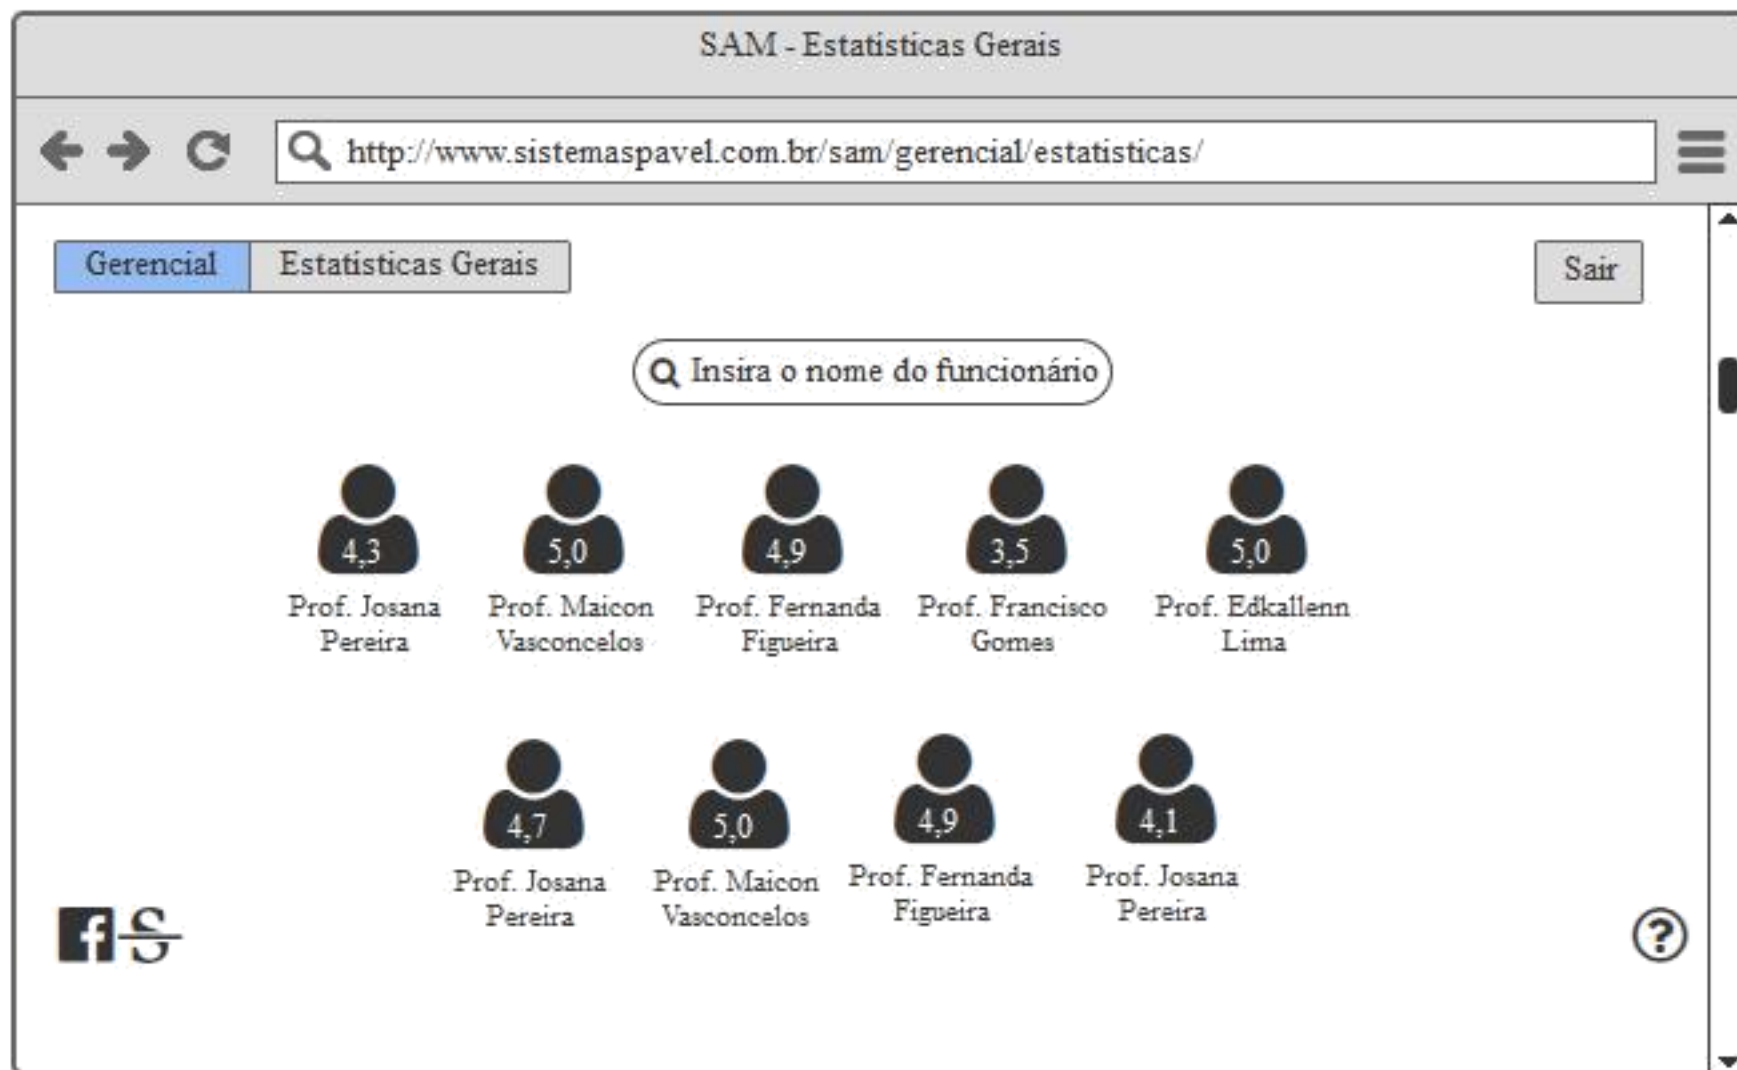 SAM - Estatísticas Gerais
http://www.sistemaspavel.com.br/sam/gerencial/estatisticas/
Gerencial Estatísticas Gerais Sair
Insira o nome do funcionário
4,3 5,0 4,9 3,5 5,0
Prof. Josana Prof. Maicon Prof. Fernanda Prof. Francisco Prof. Edkallenn
Pereira Vasconcelos Figueira Gomes Lima
4,7 5,0 4,9 4,1
Prof. Josana Prof. Maicon Prof. Fernanda Prof. Josana
Pereira Vasconcelos Figueira Pereira
f S ?